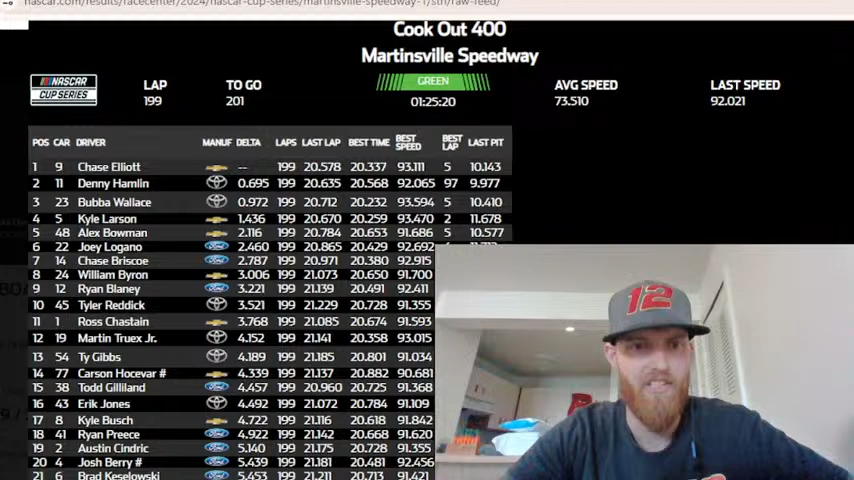 nascar.com/results/racecenter/2024/nascar-cup-series/martinsville-speedway-1/stn/raw-feed/
Cook Out 400
Martinsville Speedway
NASCAR
CUP SERIES
LAP TO GO GREEN AVG SPEED LAST SPEED
199 201 01:25:20 73.510 92.021
POS CAR DRIVER MANUF DELTA LAPS LAST LAP BEST TIME BEST SPEED BEST LAP LAST PIT
1 9 Chase Elliott -- 199 20.578 20.337 93.111 5 10.143
2 11 Denny Hamlin 0.695 199 20.635 20.568 92.065 97 9.977
3 23 Bubba Wallace 0.972 199 20.712 20.232 93.594 5 10.410
4 5 Kyle Larson 1.436 199 20.670 20.259 93.470 2 11.678
5 48 Alex Bowman 2.116 199 20.784 20.653 91.686 5 10.577
6 22 Joey Logano 2.460 199 20.865 20.429 92.692
7 14 Chase Briscoe 2.787 199 20.971 20.380 92.915
8 24 William Byron 3.006 199 21.073 20.650 91.700
9 12 Ryan Blaney 3.221 199 21.139 20.491 92.411
10 45 Tyler Reddick 3.521 199 21.229 20.728 91.355
11 1 Ross Chastain 3.768 199 21.085 20.674 91.593
12 19 Martin Truex Jr. 4.152 199 21.141 20.358 93.015
13 54 Ty Gibbs 4.189 199 21.185 20.801 91.034
14 77 Carson Hocevar # 4.339 199 21.137 20.882 90.681
15 38 Todd Gilliland 4.457 199 20.960 20.725 91.368
16 43 Erik Jones 4.492 199 21.072 20.784 91.109
17 8 Kyle Busch 4.722 199 21.116 20.618 91.842
18 41 Ryan Preece 4.922 199 21.142 20.668 91.620
19 2 Austin Cindric 5.140 199 21.175 20.728 91.355
20 4 Josh Berry # 5.439 199 21.181 20.481 92.456
21 6 Brad Keselowski 5.453 199 21.211 20.713 91.421
12